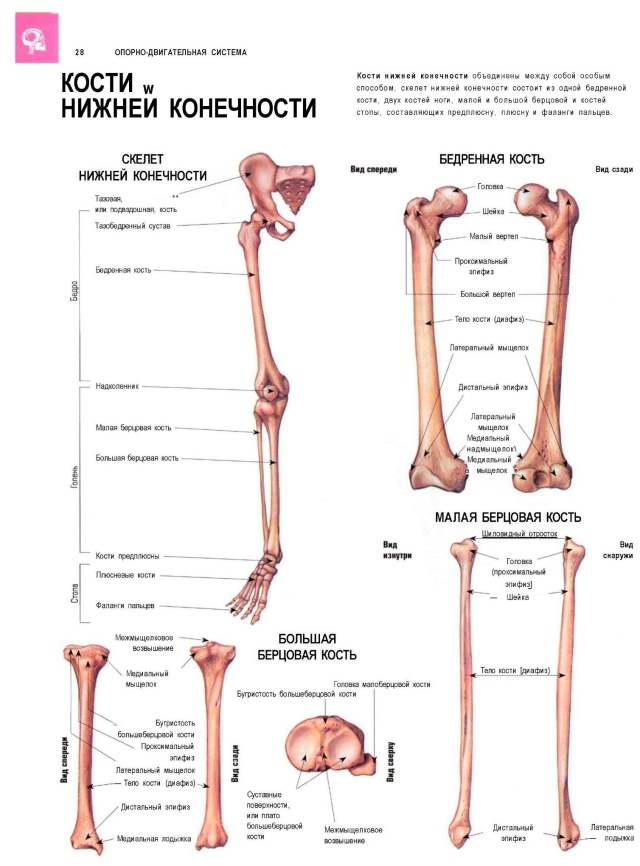 28 ОПОРНО-ДВИГАТЕЛЬНАЯ СИСТЕМА
КОСТИ w
НИЖНЕЙ КОНЕЧНОСТИ
Кости нижней конечности объединены между собой особым
способом, скелет нижней конечности состоит из одной бедренной
кости, двух костей ноги, малой и большой берцовой и костей
стопы, составляющих предплюсну, плюсну и фаланги пальцев.
СКЕЛЕТ
НИЖНЕЙ КОНЕЧНОСТИ
Тазовая, **
или подвздошная, кость
Тазобедренный сустав
Бедро
Бедренная кость
Надколенник
Малая берцовая кость
Голень
Большая берцовая кость
Кости предплюсны
Стопа
Плюсневые кости
Фаланги пальцев
БЕДРЕННАЯ КОСТЬ
Вид спереди
Вид сзади
Головка
Шейка
Малый вертел
Проксимальный
эпифиз
Большой вертел
Тело кости (диафиз)
Латеральный мыщелок
Дистальный эпифиз
Латеральный
мыщелок
Медиальный
надмыщелок\
Медиальный
мыщелок
МАЛАЯ БЕРЦОВАЯ КОСТЬ
Вид
изнутри
Вид
снаружи
Шиловидный отросток
Головка
(проксимальный
эпифиз]
— Шейка
Тело кости [диафиз)
Дистальный
эпифиз
Латеральная
лодыжка
БОЛЬШАЯ
БЕРЦОВАЯ КОСТЬ
Межмыщелковое
возвышение
Медиальный
мыщелок
Бугристость
большеберцовой кости
Проксимальный
эпифиз
Латеральный мыщелок
Тело кости (диафиз)
Дистальный эпифиз
Медиальная лодыжка
Вид спереди
Вид сзади
Головка малоберцовой кости
Бугристость большеберцовой кости
Суставные
поверхности,
или плато
большеберцовой
кости
Межмыщелковое
возвышение
Вид сверху